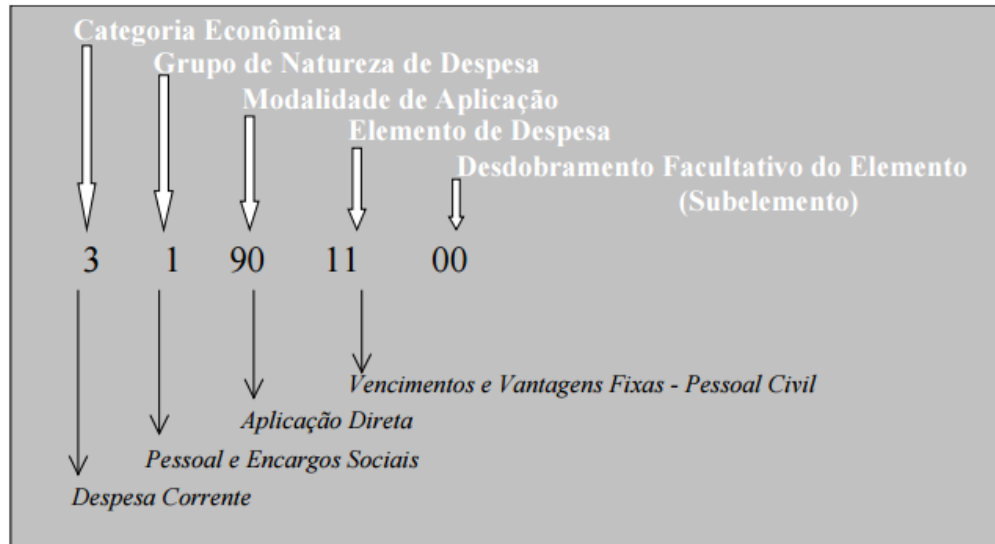 Categoria Econômica
Grupo de Natureza de Despesa
Modalidade de Aplicação
Elemento de Despesa
Desdobramento Facultativo do Elemento
(Subelemento)
3 1 90 11 00
Vencimentos e Vantagens Fixas - Pessoal Civil
Aplicação Direta
Pessoal e Encargos Sociais
Despesa Corrente